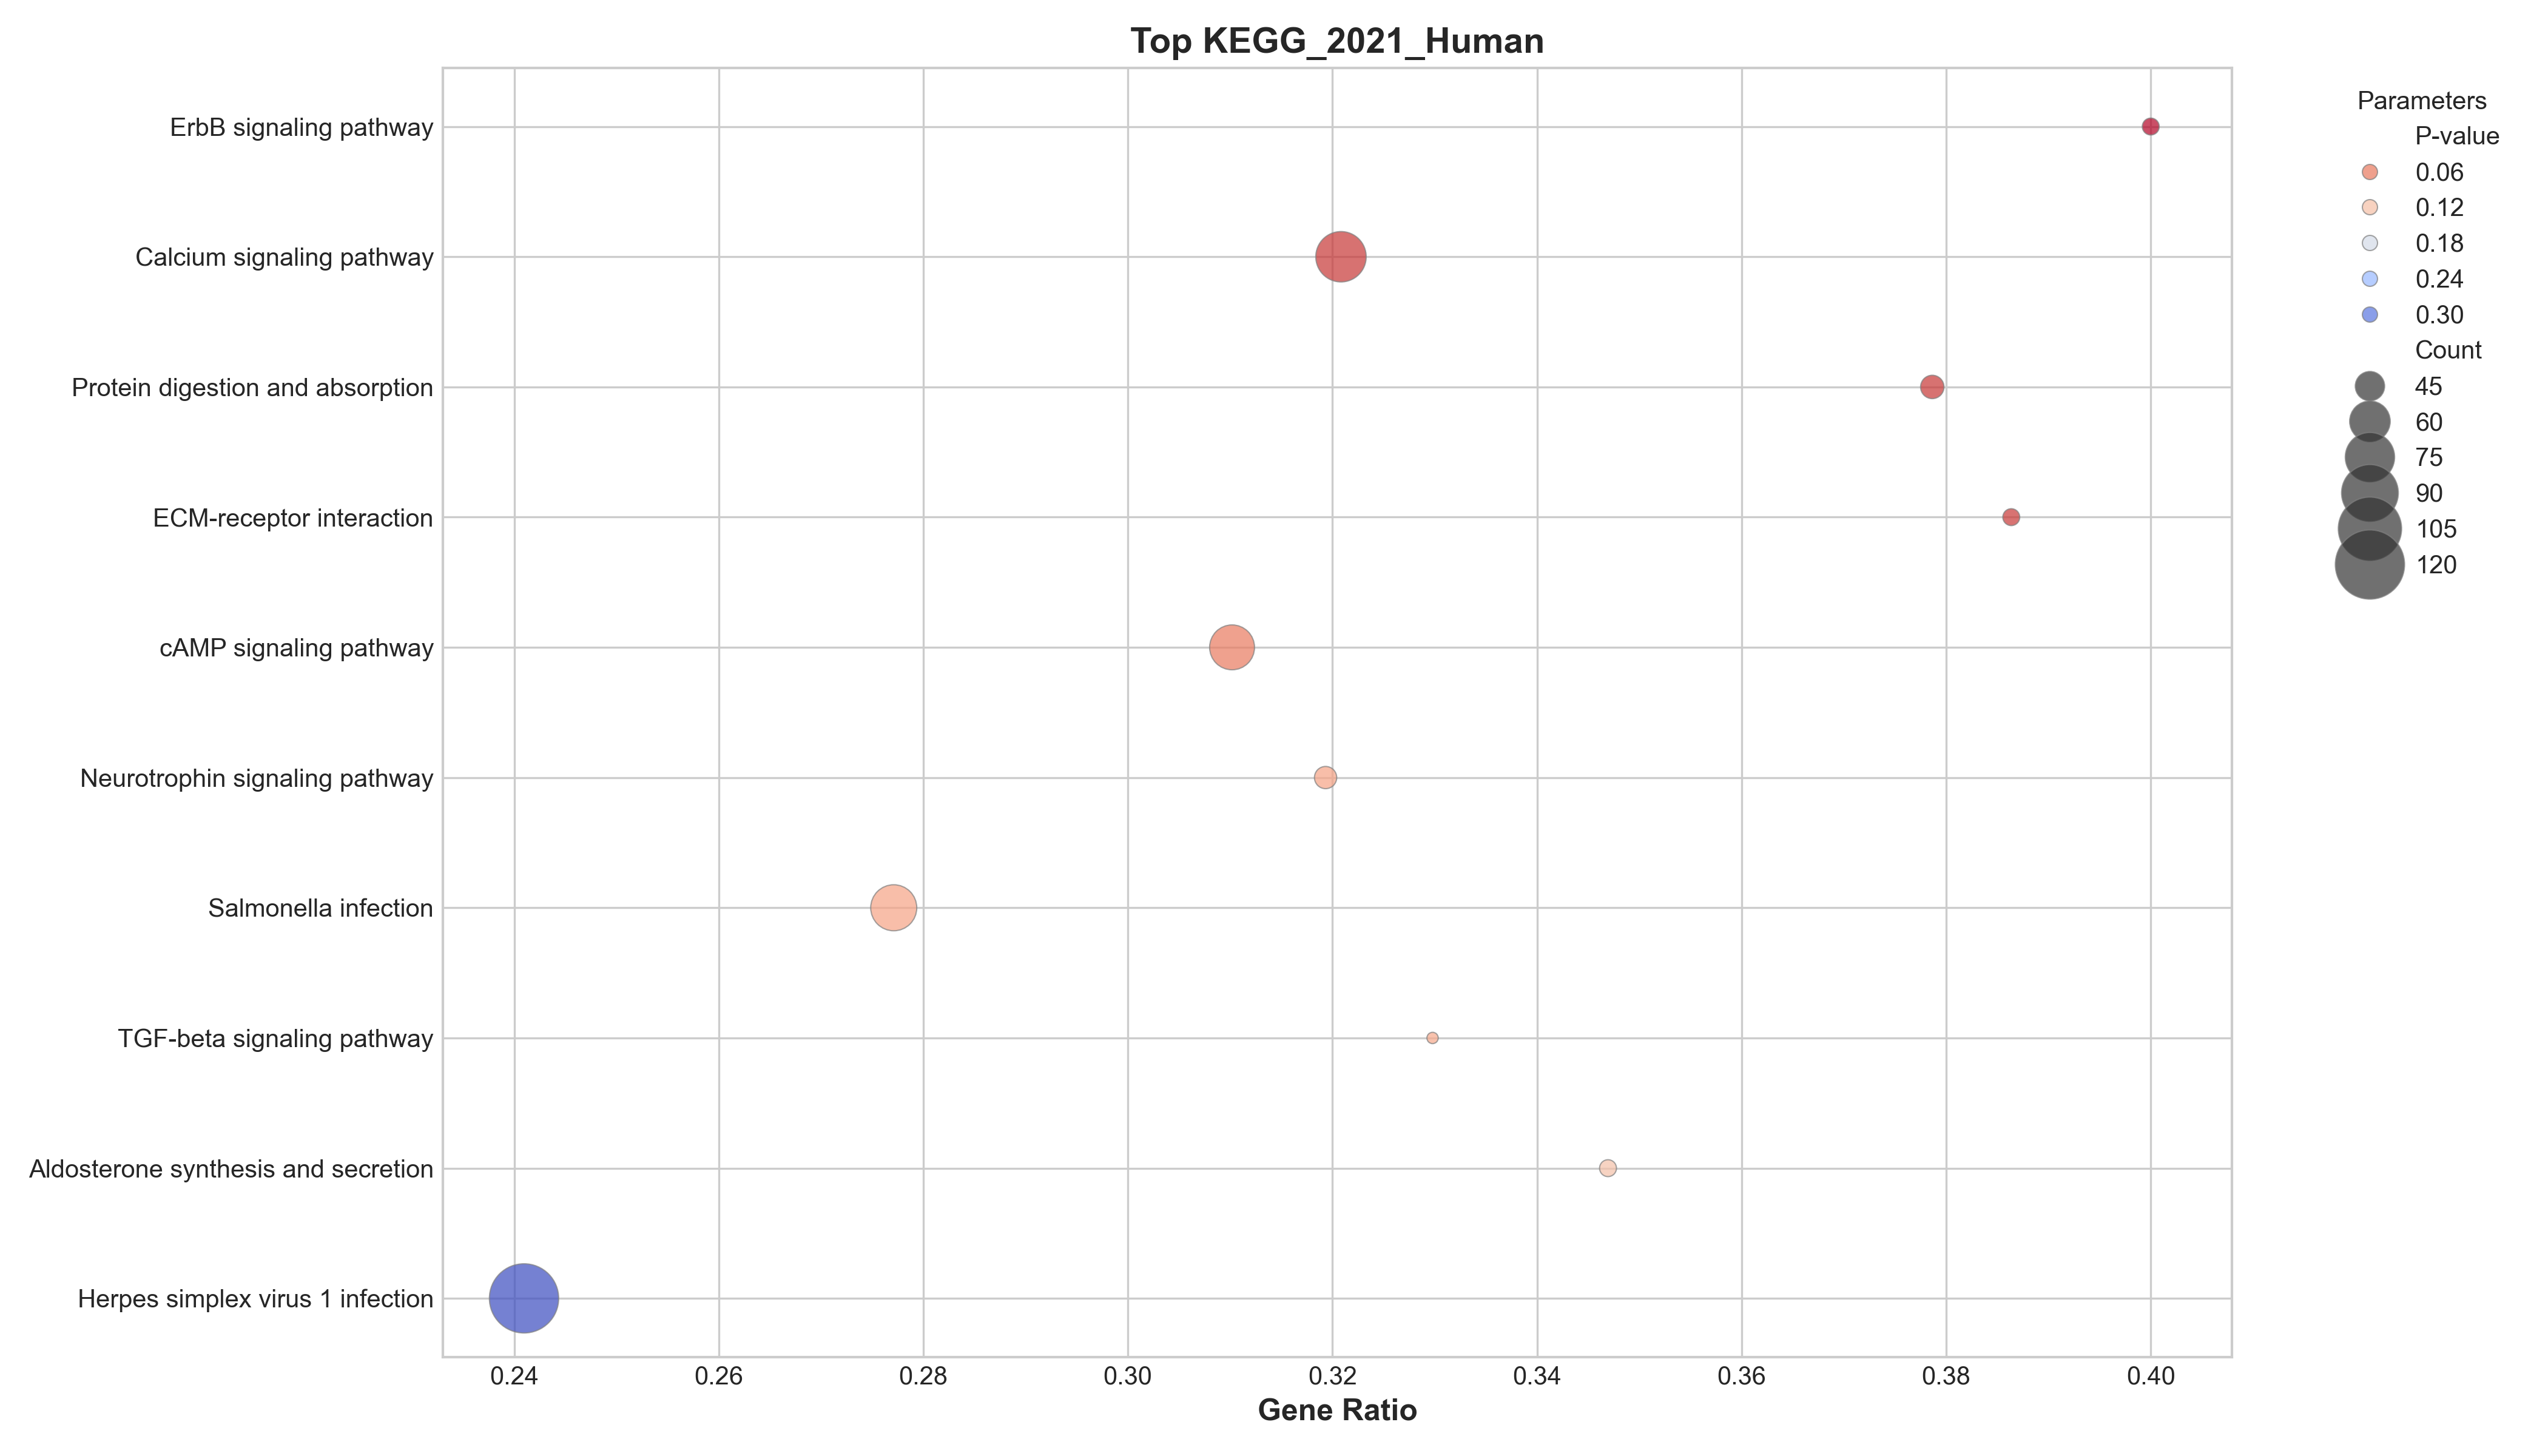 Top KEGG_2021_Human
ErbB signaling pathway
Calcium signaling pathway
Protein digestion and absorption
ECM-receptor interaction
cAMP signaling pathway
Neurotrophin signaling pathway
Salmonella infection
TGF-beta signaling pathway
Aldosterone synthesis and secretion
Herpes simplex virus 1 infection
0.24 0.26 0.28 0.30 0.32 0.34 0.36 0.38 0.40
Gene Ratio
Parameters
P-value
0.06
0.12
0.18
0.24
0.30
Count
45
60
75
90
105
120